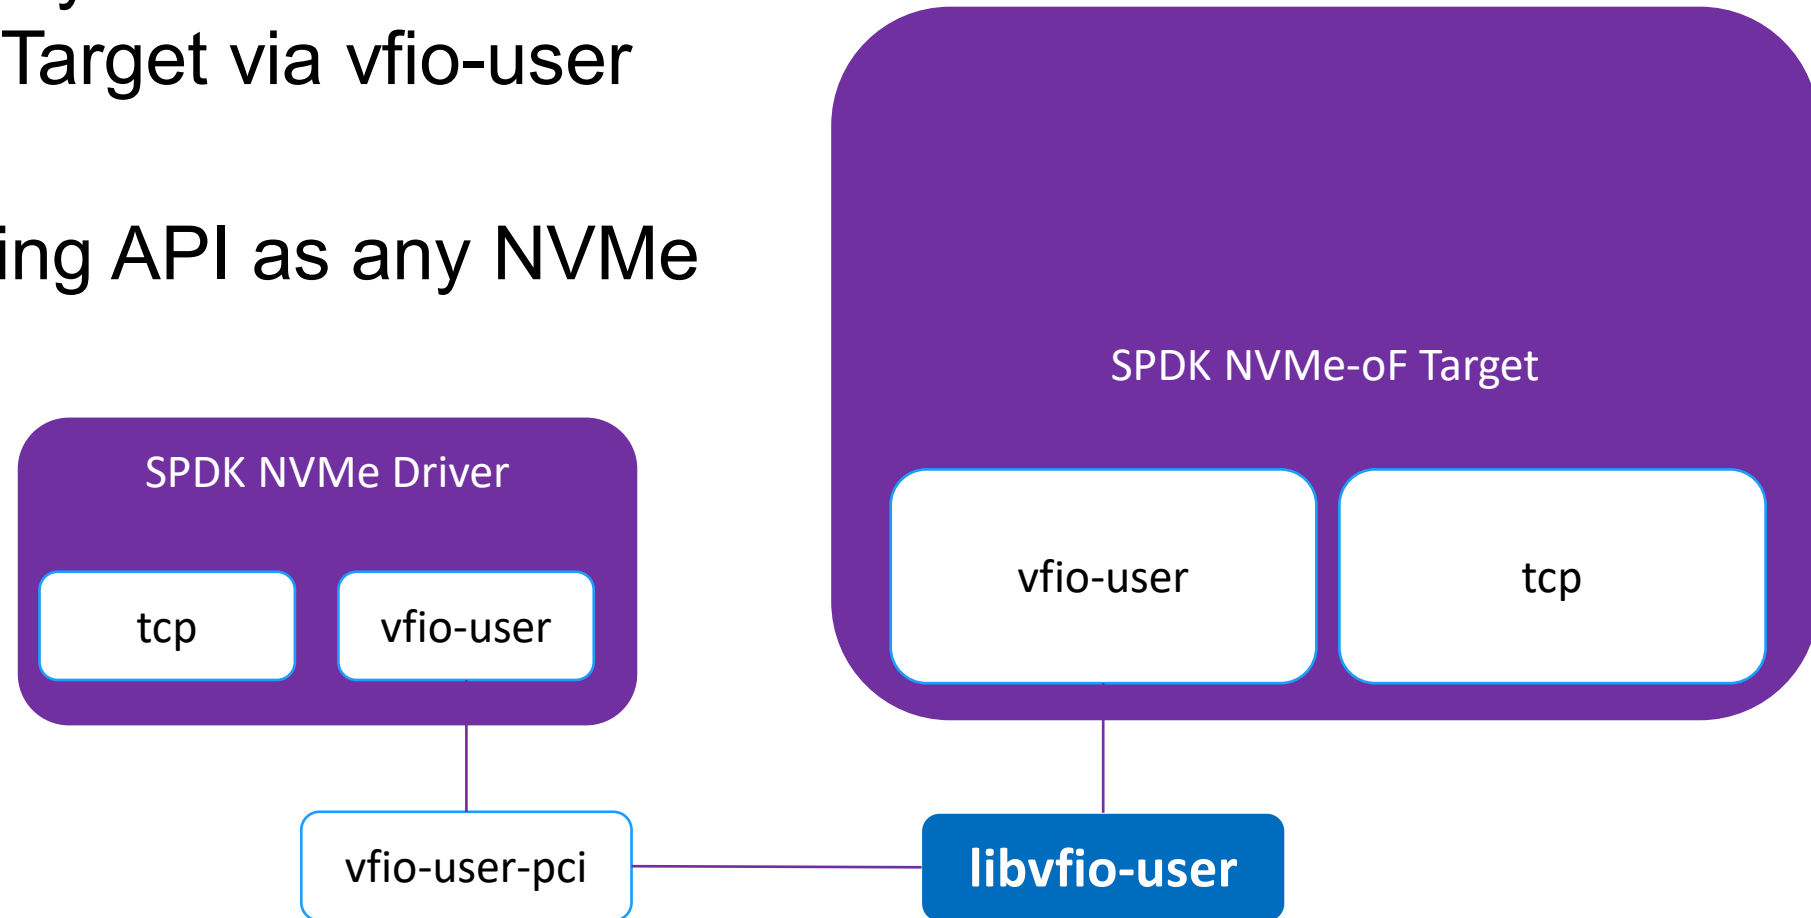 Target via vfio-user
ing API as any NVMe
SPDK NVMe-oF Target
SPDK NVMe Driver
vfio-user
tcp
tcp
vfio-user
vfio-user-pci
libvfio-user